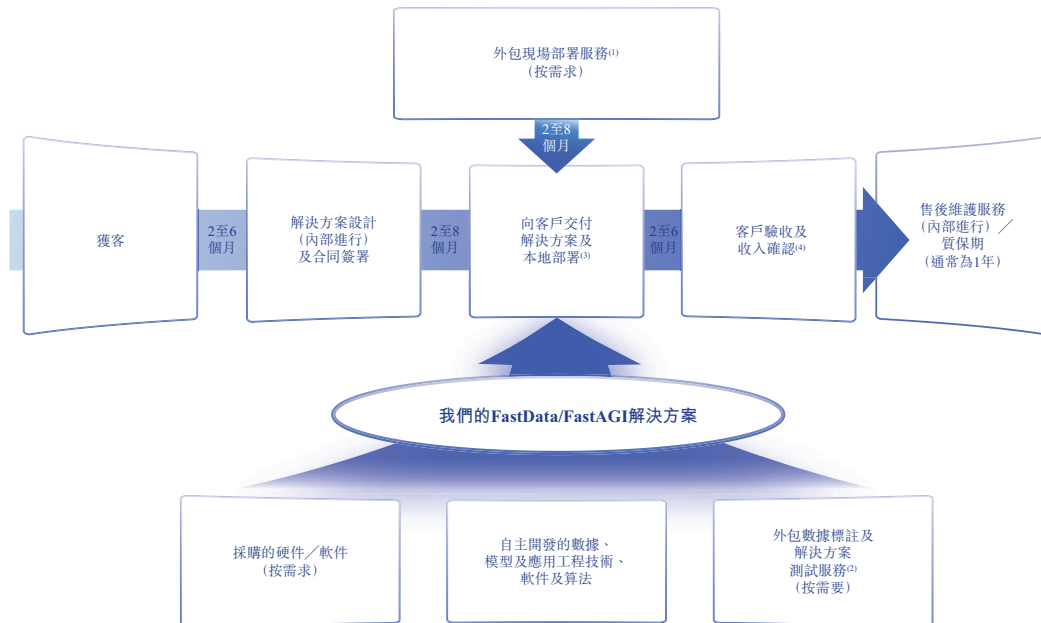 外包現場部署服務(1)
（按需求）
2至8
個月
獲客
2至6
個月
解決方案設計
（內部進行）
及合同簽署
2至8
個月
向客戶交付
解決方案及
本地部署(3)
2至6
個月
客戶驗收及
收入確認(4)
售後維護服務
（內部進行）／
質保期
（通常為1年）
我們的FastData/FastAGI解決方案
採購的硬件／軟件
（按需求）
自主開發的數據、
模型及應用工程技術、
軟件及算法
外包數據標註及
解決方案
測試服務(2)
（按需要）